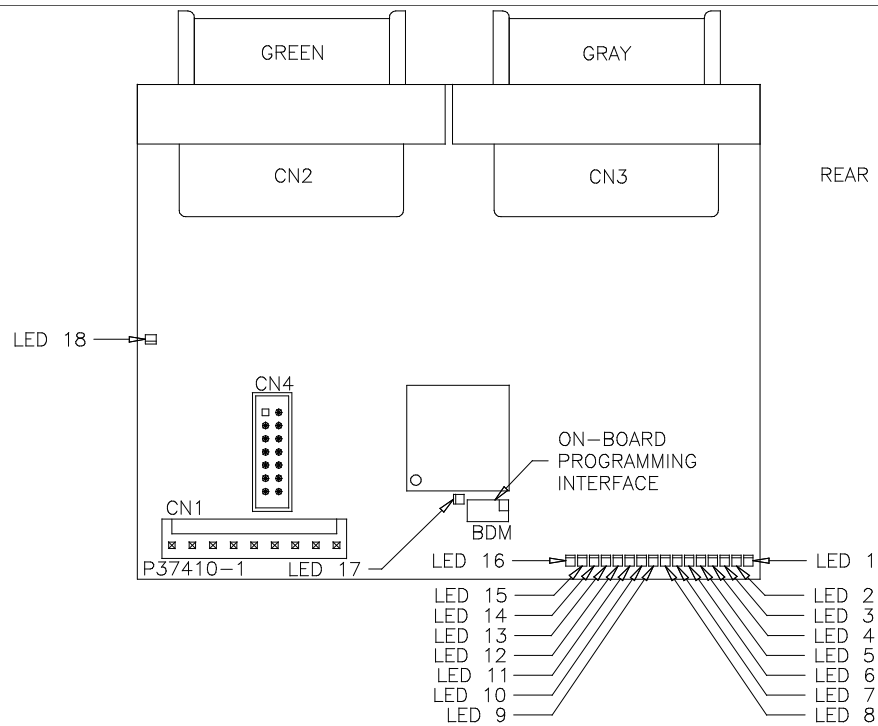 GREEN
GRAY
CN2
CN3
REAR
LED 18
CN4
ON-BOARD
PROGRAMMING
INTERFACE
CN1
BDM
P37410-1
LED 17
LED 16
LED 1
LED 15
LED 2
LED 14
LED 3
LED 13
LED 4
LED 12
LED 5
LED 11
LED 6
LED 10
LED 7
LED 9
LED 8